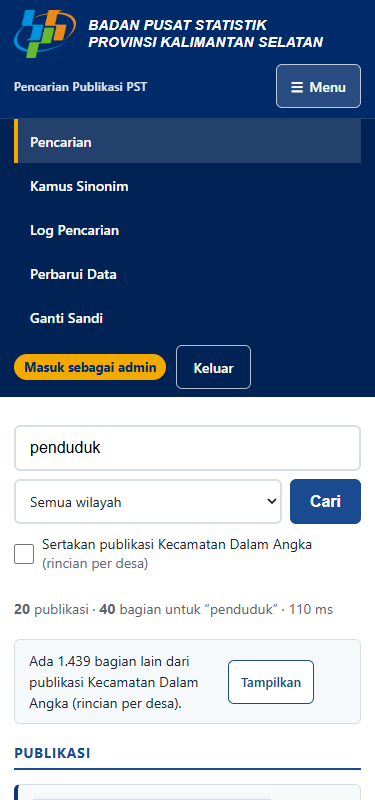 BADAN PUSAT STATISTIK
PROVINSI KALIMANTAN SELATAN
Pencarian Publikasi PST
☰ Menu
Pencarian
Kamus Sinonim
Log Pencarian
Perbarui Data
Ganti Sandi
Masuk sebagai admin
Keluar
penduduk
Semua wilayah
Cari
Sertakan publikasi Kecamatan Dalam Angka
(rincian per desa)
20 publikasi · 40 bagian untuk “penduduk” · 110 ms
Ada 1.439 bagian lain dari
publikasi Kecamatan Dalam
Angka (rincian per desa).
Tampilkan
PUBLIKASI